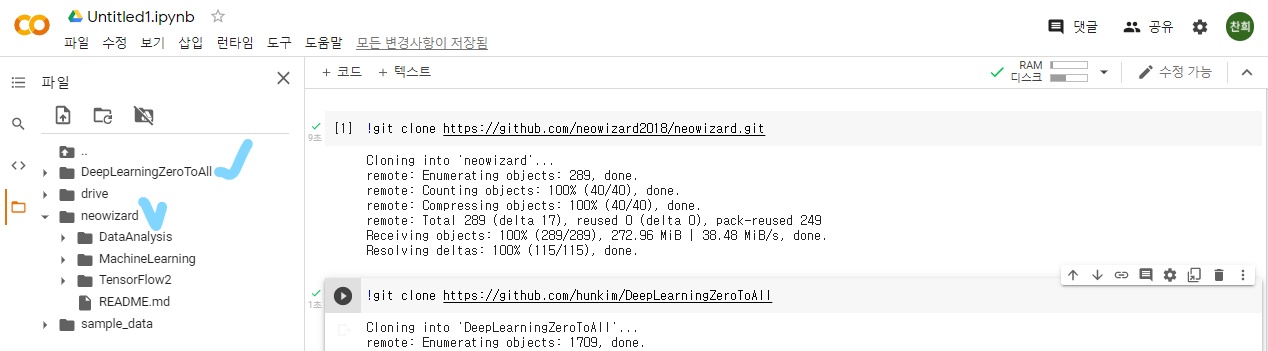 Untitled1.ipynb
파일 수정 보기 삽입 런타임 도구 도움말 모든 변경사항이 저장됨
댓글 공유 찬희
파일
+ 코드 + 텍스트
RAM
디스크
수정 가능
..
DeepLearningZeroToAll
drive
neowizard
DataAnalysis
MachineLearning
TensorFlow2
README.md
sample_data
[1] !git clone https://github.com/neowizard2018/neowizard.git
9초
Cloning into 'neowizard'...
remote: Enumerating objects: 289, done.
remote: Counting objects: 100% (40/40), done.
remote: Compressing objects: 100% (40/40), done.
remote: Total 289 (delta 17), reused 0 (delta 0), pack-reused 249
Receiving objects: 100% (289/289), 272.96 MiB | 38.48 MiB/s, done.
Resolving deltas: 100% (115/115), done.
!git clone https://github.com/hunkim/DeepLearningZeroToAll
1초
Cloning into 'DeepLearningZeroToAll'...
remote: Enumerating objects: 1709, done.